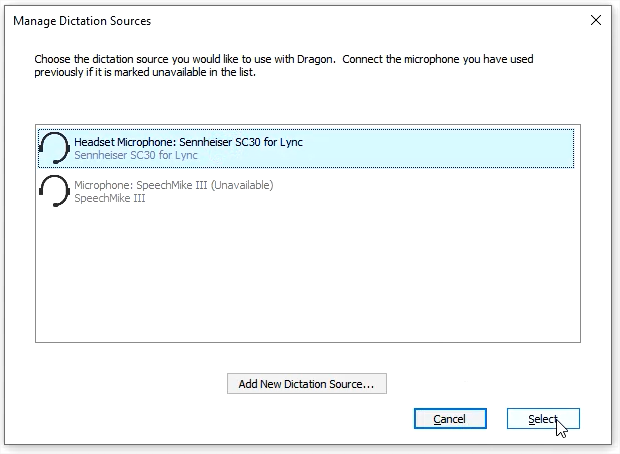 Manage Dictation Sources
Choose the dictation source you would like to use with Dragon. Connect the microphone you have used
previously if it is marked unavailable in the list.
Headset Microphone: Sennheiser SC30 for Lync
Sennheiser SC30 for Lync
Microphone: SpeechMike III (Unavailable)
SpeechMike III
Add New Dictation Source...
Cancel
Select